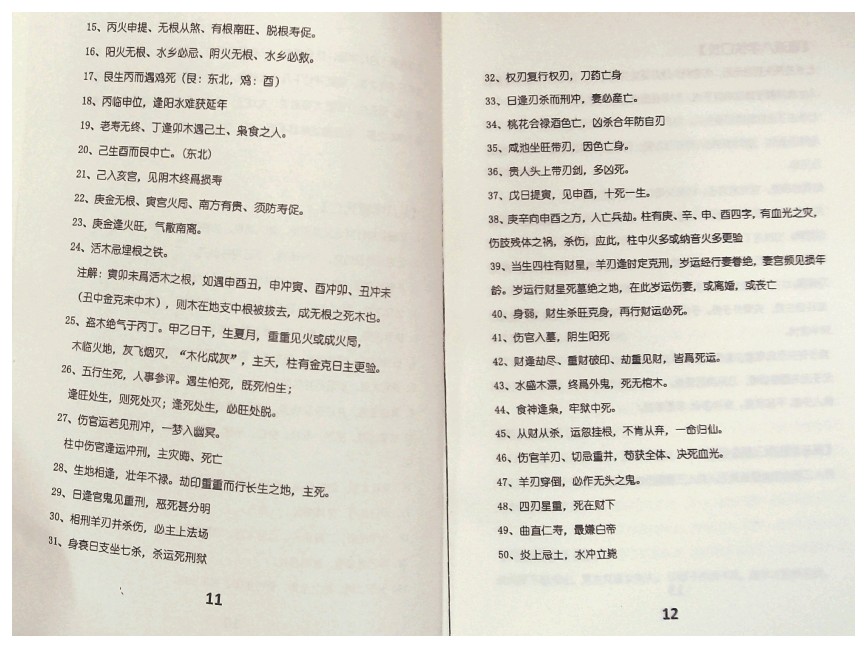 15、丙火申提、无根从煞、有根南旺、脱根寿促。
16、阳火无根、水乡必忌、阴火无根、水乡必救。
17、艮生丙而遇鸡死（艮：东北，鸡：酉）
18、丙临申位，逢阳水难获延年
19、老寿无终、丁逢卯木遇己土、枭食之人。
20、己生酉而艮中亡。（东北）
21、己入亥宫，见阴木终爲损寿
22、庚金无根、寅宫火局、南方有贵、须防寿促。
23、庚金逢火旺，气散南离。
24、活木忌埋根之铁。
注解：寅卯未爲活木之根，如遇申酉丑，申冲寅、酉冲卯、丑冲未
（丑中金克未中木），则木在地支中根被拔去，成无根之死木也。
25、盗木绝气于丙丁。甲乙日干，生夏月，重重见火或成火局，
木临火地，灰飞烟灭，“木化成灰”，主夭，柱有金克日主更验。
26、五行生死，人事参评。遇生怕死，既死怕生；
逢旺处生，则死处灭；逢死处生，必旺处脱。
27、伤官运若见刑冲，一梦入幽冥。
柱中伤官逢运冲刑，主灾晦、死亡
28、生地相逢，壮年不禄。劫印重重而行长生之地，主死。
29、日逢官鬼见重刑，恶死甚分明
30、相刑羊刃并杀伤，必主上法场
31、身衰日支坐七杀，杀运死刑狱
11
32、权刃复行权刃，刀药亡身
33、日逢刃杀而刑冲，妻必産亡。
34、桃花会禄酒色亡，凶杀合年防自刃
35、咸池坐旺带刃，因色亡身。
36、贵人头上带刃剑，多凶死。
37、戊日提寅，见申酉，十死一生。
38、庚辛向申酉之方，人亡兵劫。柱有庚、辛、申、酉四字，有血光之灾，
伤肢残体之祸，杀伤，应此，柱中火多或纳音火多更验
39、当生四柱有财星，羊刃逢时定克刑，岁运经行妻眷绝，妻宫频见损年
龄。岁运行财星死墓绝之地，在此岁运伤妻，或离婚，或丧亡
40、身弱，财生杀旺克身，再行财运必死。
41、伤官入墓，阴生阳死
42、财逢劫尽、重财破印、劫重见财，皆爲死运。
43、水盛木漂，终爲外鬼，死无棺木。
44、食神逢枭，牢狱中死。
45、从财从杀，运忽挂根，不肯从弃，一命归仙。
46、伤官羊刃、切忌重并，苟获全体、决死血光。
47、羊刃穿倒，必作无头之鬼。
48、四刃星重，死在财下
49、曲直仁寿，最嫌白帝
50、炎上忌土，水冲立毙
12